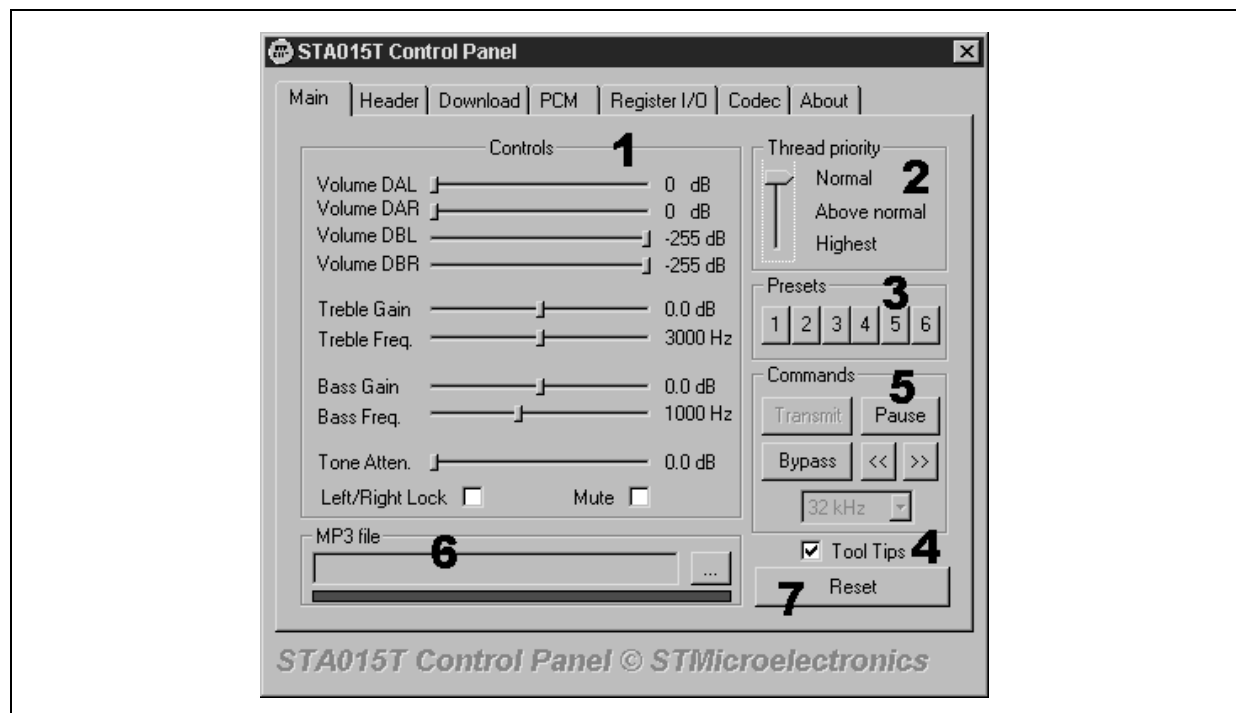 STA015T Control Panel
Main Header Download PCM Register I/O Codec About
Controls 1
Volume DAL 0 dB
Volume DAR 0 dB
Volume DBL -255 dB
Volume DBR -255 dB
Treble Gain 0.0 dB
Treble Freq. 3000 Hz
Bass Gain 0.0 dB
Bass Freq. 1000 Hz
Tone Atten. 0.0 dB
Left/Right Lock Mute
MP3 file
6
...
Thread priority
Normal 2
Above normal
Highest
Presets 3
1 2 3 4 5 6
Commands 5
Transmit Pause
Bypass << >>
32 kHz
Tool Tips 4
7 Reset
STA015T Control Panel © STMicroelectronics